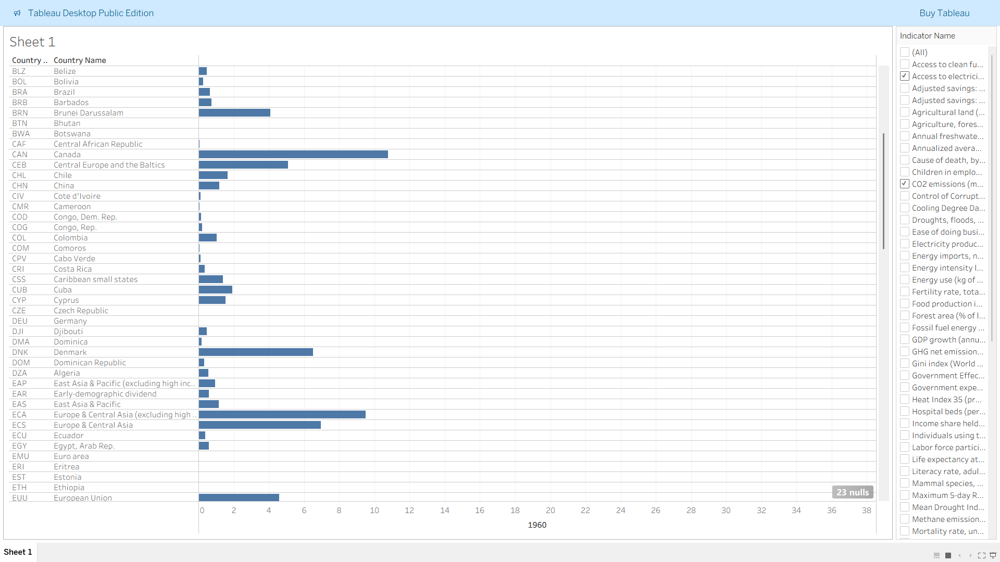 Tableau Desktop Public Edition
Buy Tableau
Sheet 1
Country .. Country Name
BLZ Belize
BOL Bolivia
BRA Brazil
BRB Barbados
BRN Brunei Darussalam
BTN Bhutan
BWA Botswana
CAF Central African Republic
CAN Canada
CEB Central Europe and the Baltics
CHL Chile
CHN China
CIV Cote d'Ivoire
CMR Cameroon
COD Congo, Dem. Rep.
COG Congo, Rep.
COL Colombia
COM Comoros
CPV Cabo Verde
CRI Costa Rica
CSS Caribbean small states
CUB Cuba
CYP Cyprus
CZE Czech Republic
DEU Germany
DJI Djibouti
DMA Dominica
DNK Denmark
DOM Dominican Republic
DZA Algeria
EAP East Asia & Pacific (excluding high inc..
EAR Early-demographic dividend
EAS East Asia & Pacific
ECA Europe & Central Asia (excluding high ..
ECS Europe & Central Asia
ECU Ecuador
EGY Egypt, Arab Rep.
EMU Euro area
ERI Eritrea
EST Estonia
ETH Ethiopia
EUU European Union
23 nulls
0 2 4 6 8 10 12 14 16 18 20 22 24 26 28 30 32 34 36 38
1960
Indicator Name
(All)
Access to clean fu...
Access to electrici...
Adjusted savings: ...
Adjusted savings: ...
Agricultural land (...
Agriculture, fores...
Annual freshwate...
Annualized avera...
Cause of death, by...
Children in emplo...
CO2 emissions (m...
Control of Corrupt...
Cooling Degree Da...
Droughts, floods, ...
Ease of doing busi...
Electricity produc...
Energy imports, n...
Energy intensity l...
Energy use (kg of ...
Fertility rate, tota...
Food production i...
Forest area (% of l...
Fossil fuel energy ...
GDP growth (annu...
GHG net emission...
Gini index (World ...
Government Effec...
Government expe...
Heat Index 35 (pr...
Hospital beds (per...
Income share held...
Individuals using t...
Labor force partici...
Life expectancy at...
Literacy rate, adul...
Mammal species, ...
Maximum 5-day R...
Mean Drought Ind...
Methane emission...
Mortality rate, un...
Sheet 1